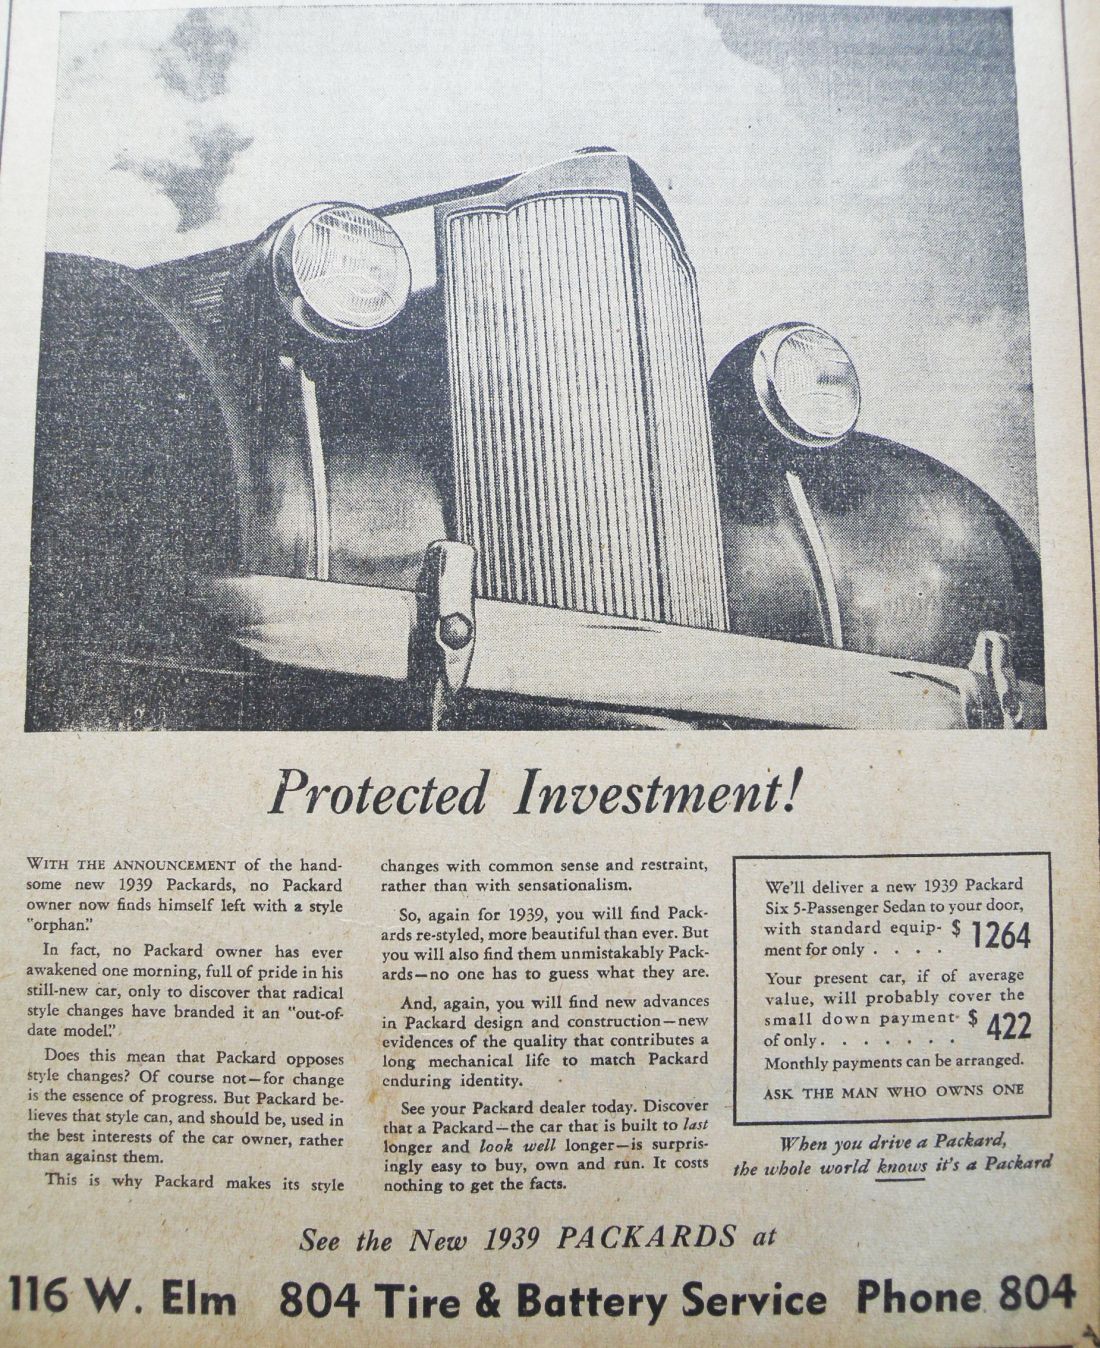 Protected Investment!
WITH THE ANNOUNCEMENT of the hand-
some new 1939 Packards, no Packard
owner now finds himself left with a style
"orphan."
In fact, no Packard owner has ever
awakened one morning, full of pride in his
still-new car, only to discover that radical
style changes have branded it an "out-of-
date model."
Does this mean that Packard opposes
style changes? Of course not—for change
is the essence of progress. But Packard be-
lieves that style can, and should be, used in
the best interests of the car owner, rather
than against them.
This is why Packard makes its style
changes with common sense and restraint,
rather than with sensationalism.
So, again for 1939, you will find Pack-
ards re-styled, more beautiful than ever. But
you will also find them unmistakably Pack-
ards—no one has to guess what they are.
And, again, you will find new advances
in Packard design and construction—new
evidences of the quality that contributes a
long mechanical life to match Packard
enduring identity.
See your Packard dealer today. Discover
that a Packard—the car that is built to last
longer and look well longer—is surpris-
ingly easy to buy, own and run. It costs
nothing to get the facts.
We'll deliver a new 1939 Packard
Six 5-Passenger Sedan to your door,
with standard equip- $ 1264
ment for only . . . .
Your present car, if of average
value, will probably cover the
small down payment $ 422
of only . . . . . . .
Monthly payments can be arranged.
ASK THE MAN WHO OWNS ONE
When you drive a Packard,
the whole world knows it's a Packard
See the New 1939 PACKARDS at
116 W. Elm 804 Tire & Battery Service Phone 804